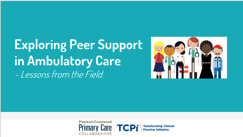 Exploring Peer Support
in Ambulatory Care
- Lessons from the Field
Patient-Centered
Primary Care
COLLABORATIVE
TCPi
Transforming Clinical
Practice Initiative